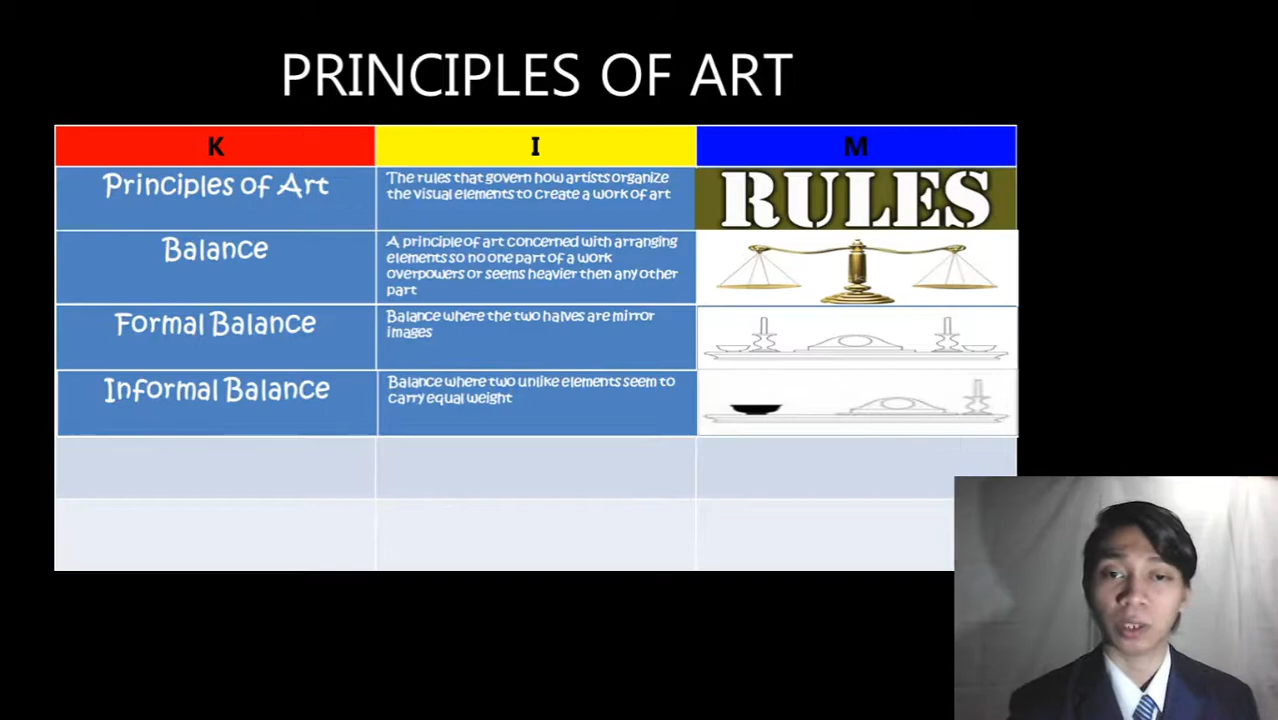 PRINCIPLES OF ART
K
I
M
Principles of Art
The rules that govern how artists organize
the visual elements to create a work of art
RULES
Balance
A principle of art concerned with arranging
elements so no one part of a work
overpowers or seems heavier then any other
part
Formal Balance
Balance where the two halves are mirror
images
Informal Balance
Balance where two unlike elements seem to
carry equal weight